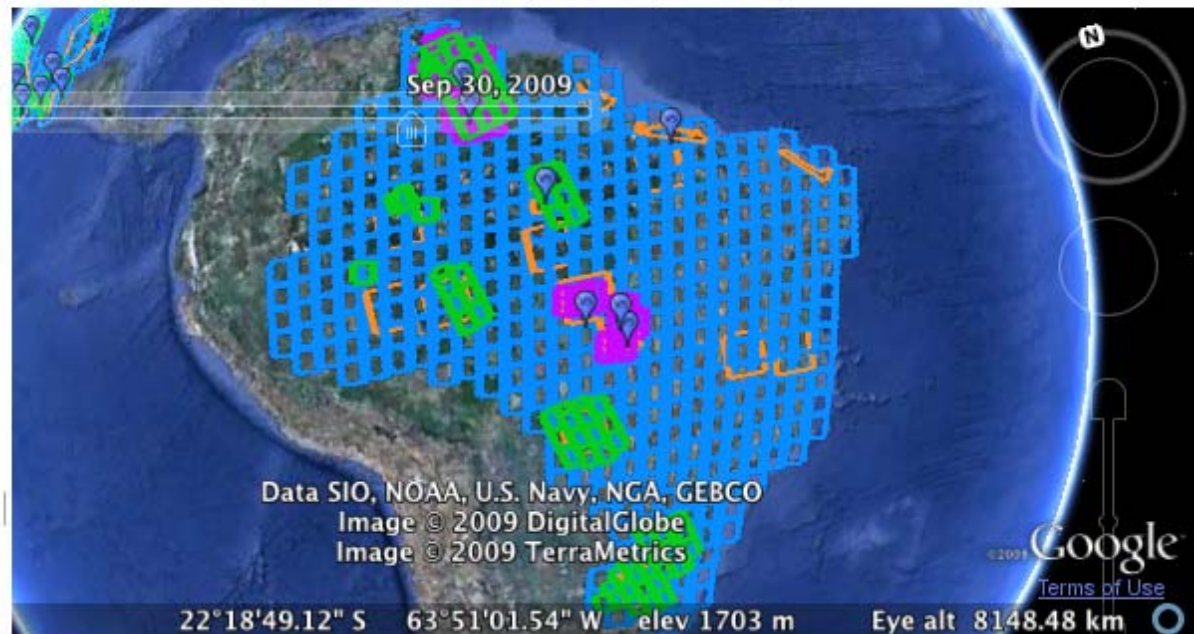 N
Sep 30, 2009
Data SIO, NOAA, U.S. Navy, NGA, GEBCO
Image © 2009 DigitalGlobe
Image © 2009 TerraMetrics
©2009 Google
Terms of Use
22°18'49.12" S 63°51'01.54" W elev 1703 m Eye alt 8148.48 km